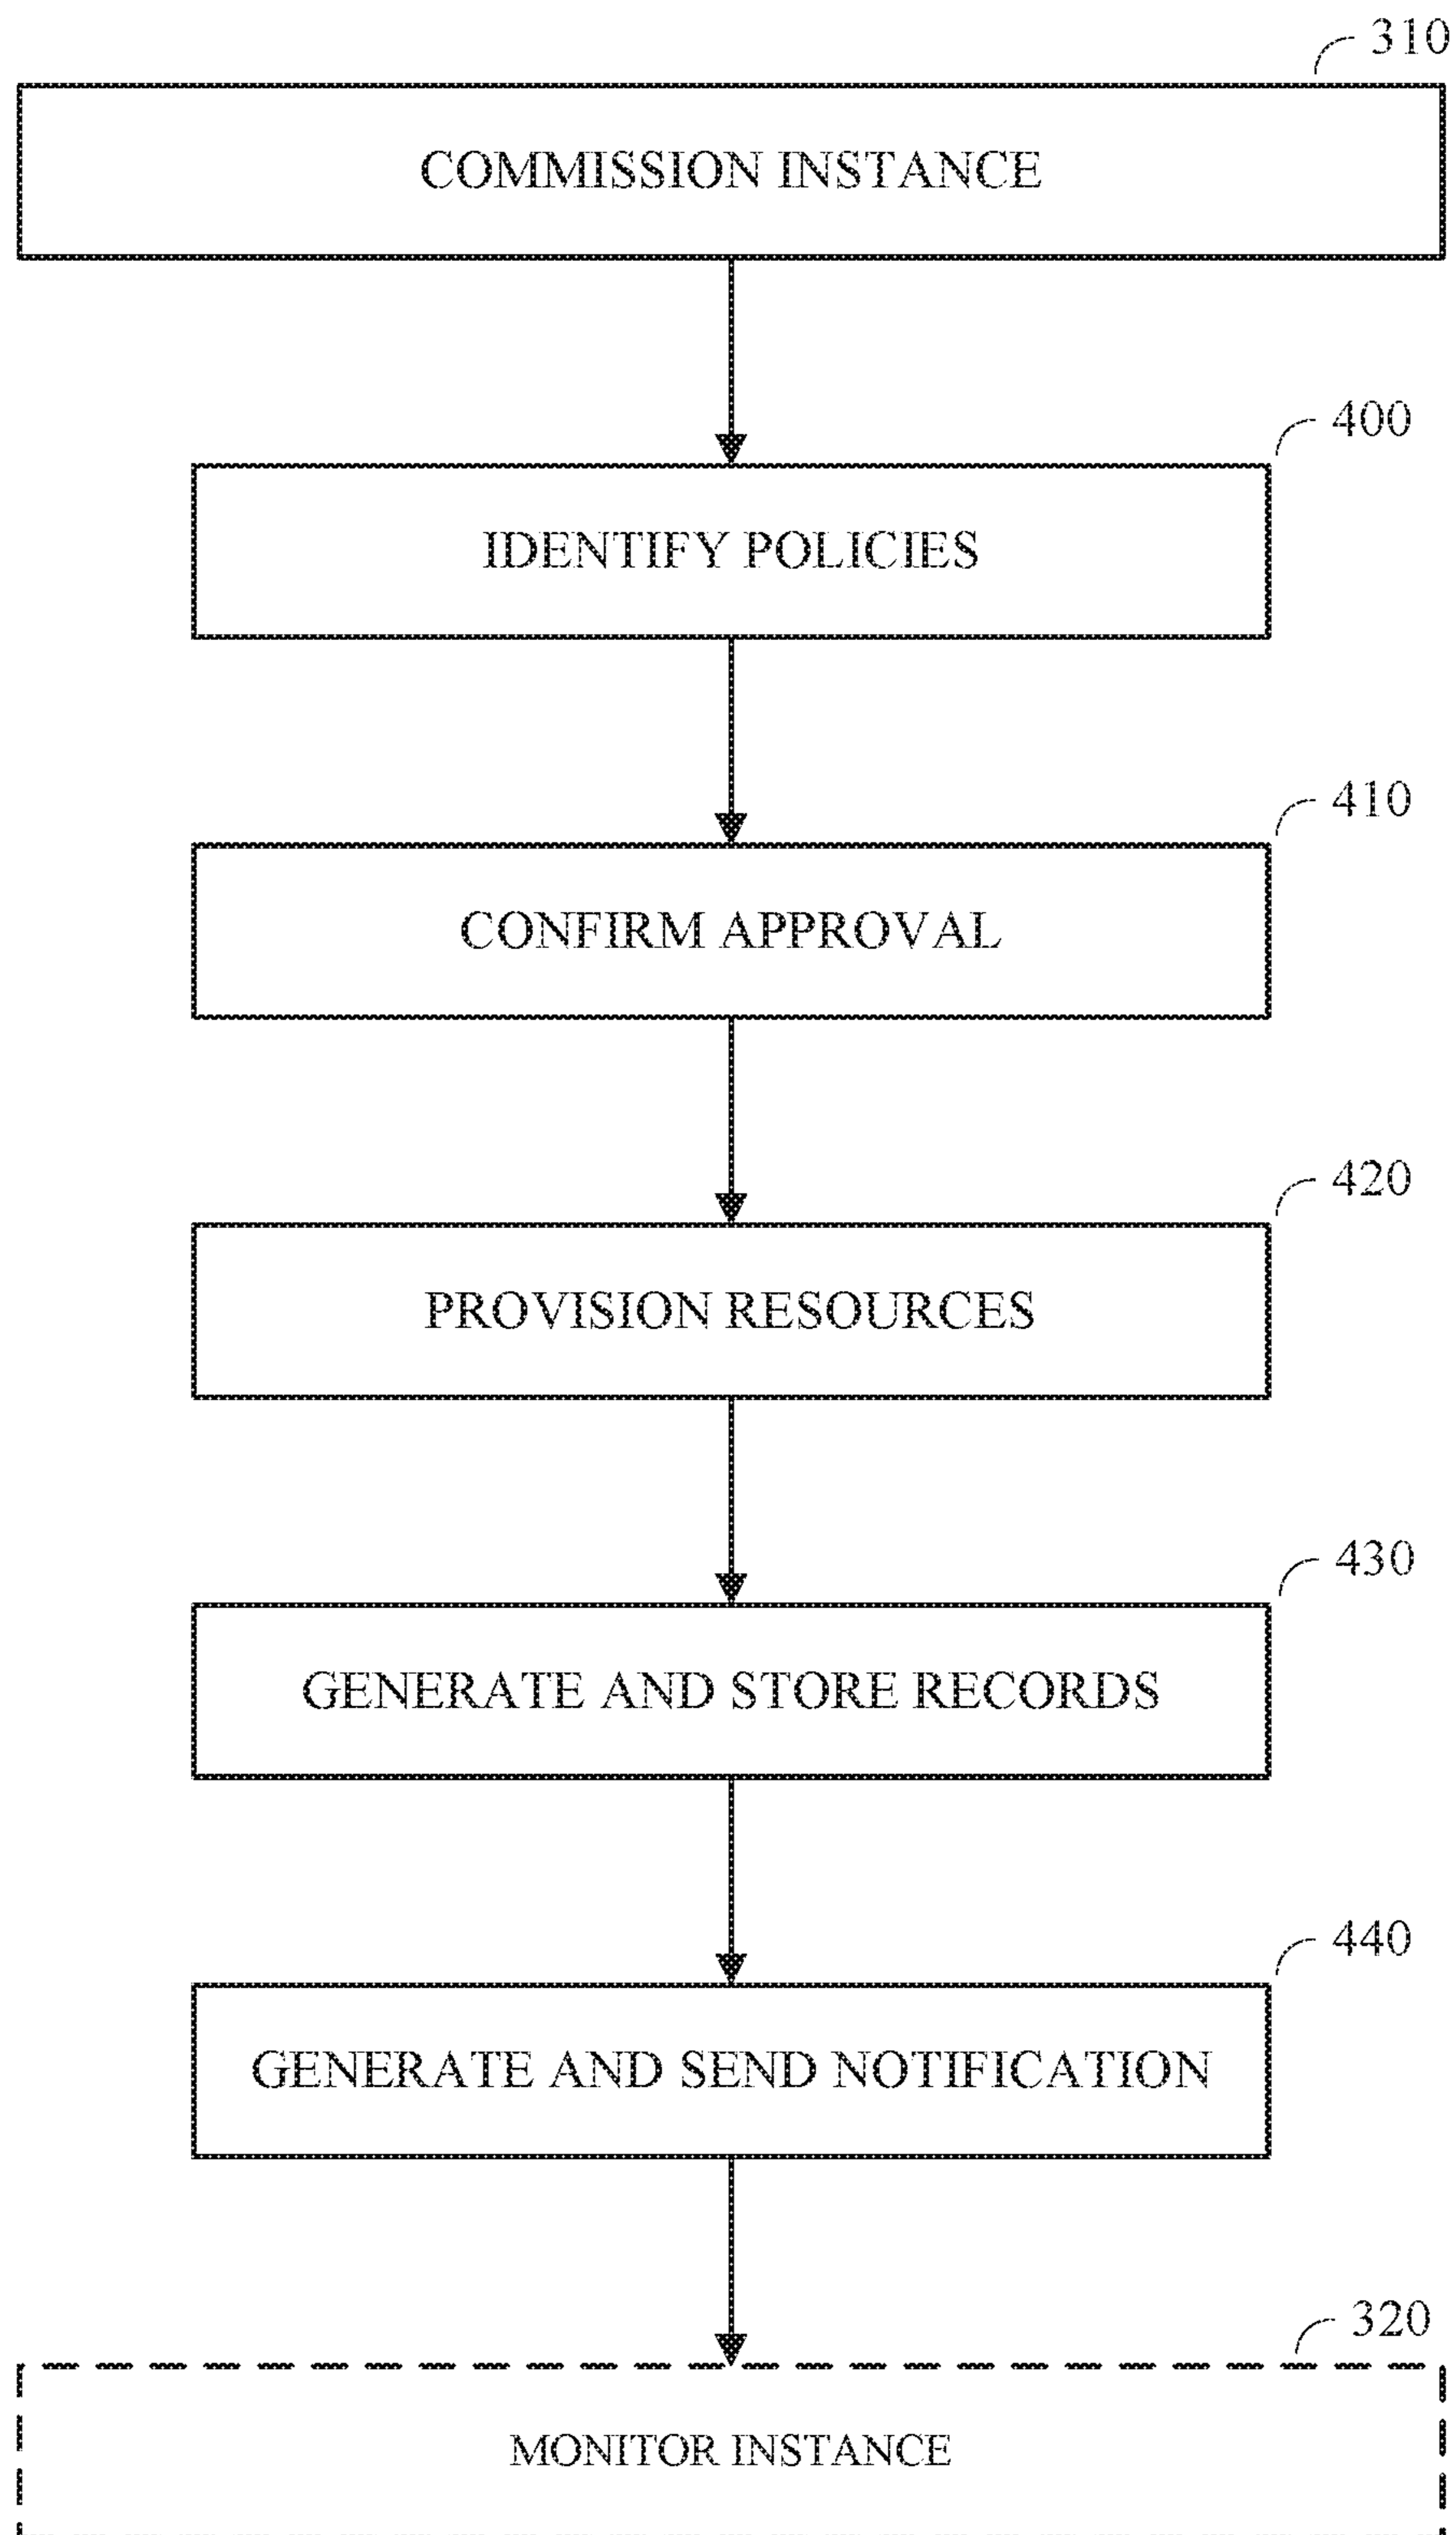 310
COMMISSION INSTANCE
400
IDENTIFY POLICIES
410
CONFIRM APPROVAL
420
PROVISION RESOURCES
430
GENERATE AND STORE RECORDS
440
GENERATE AND SEND NOTIFICATION
320
MONITOR INSTANCE